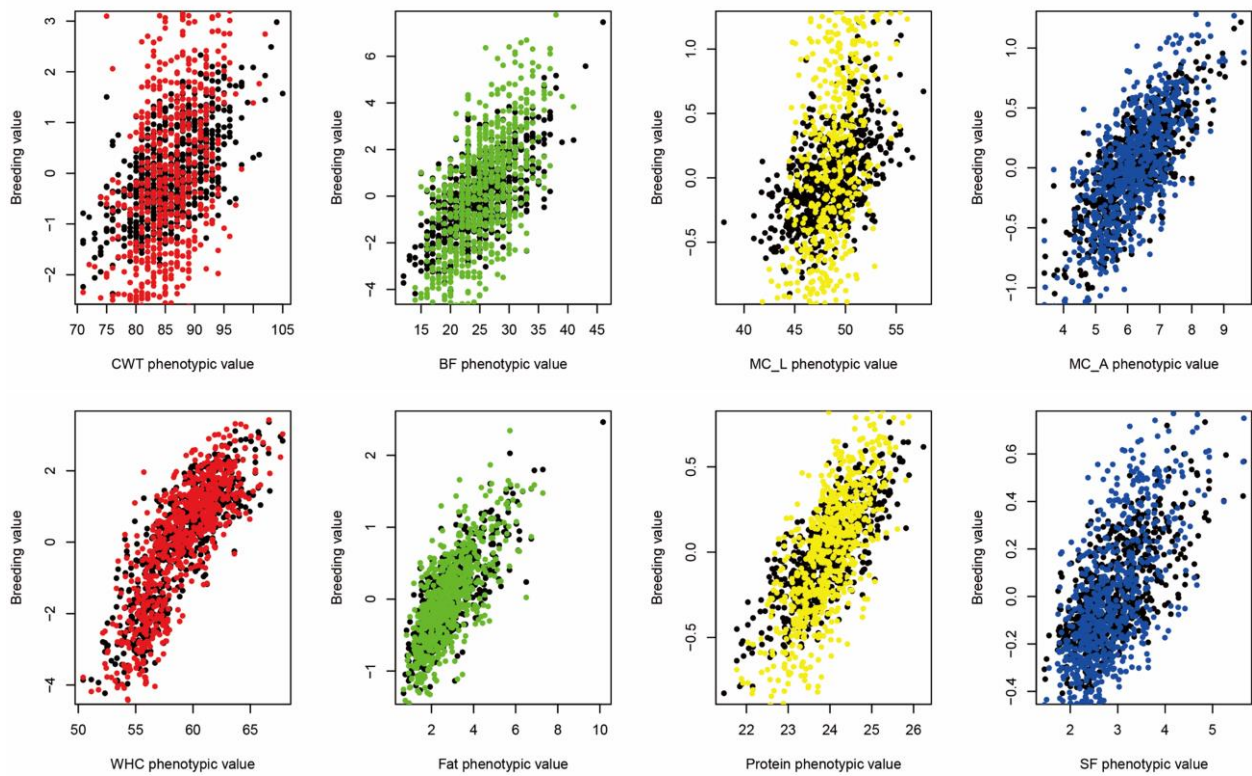 3
2
1
0
−1
−2
70 75 80 85 90 95 105
Breeding value
CWT phenotypic value
6
4
2
0
−2
−4
15 20 25 30 35 40 45
Breeding value
BF phenotypic value
1.0
0.5
0.0
−0.5
40 45 50 55
Breeding value
MC_L phenotypic value
1.0
0.5
0.0
−0.5
−1.0
4 5 6 7 8 9
Breeding value
MC_A phenotypic value
2
0
−2
−4
50 55 60 65
Breeding value
WHC phenotypic value
2
1
0
−1
2 4 6 8 10
Breeding value
Fat phenotypic value
0.5
0.0
−0.5
22 23 24 25 26
Breeding value
Protein phenotypic value
0.6
0.4
0.2
0.0
−0.2
−0.4
2 3 4 5
Breeding value
SF phenotypic value